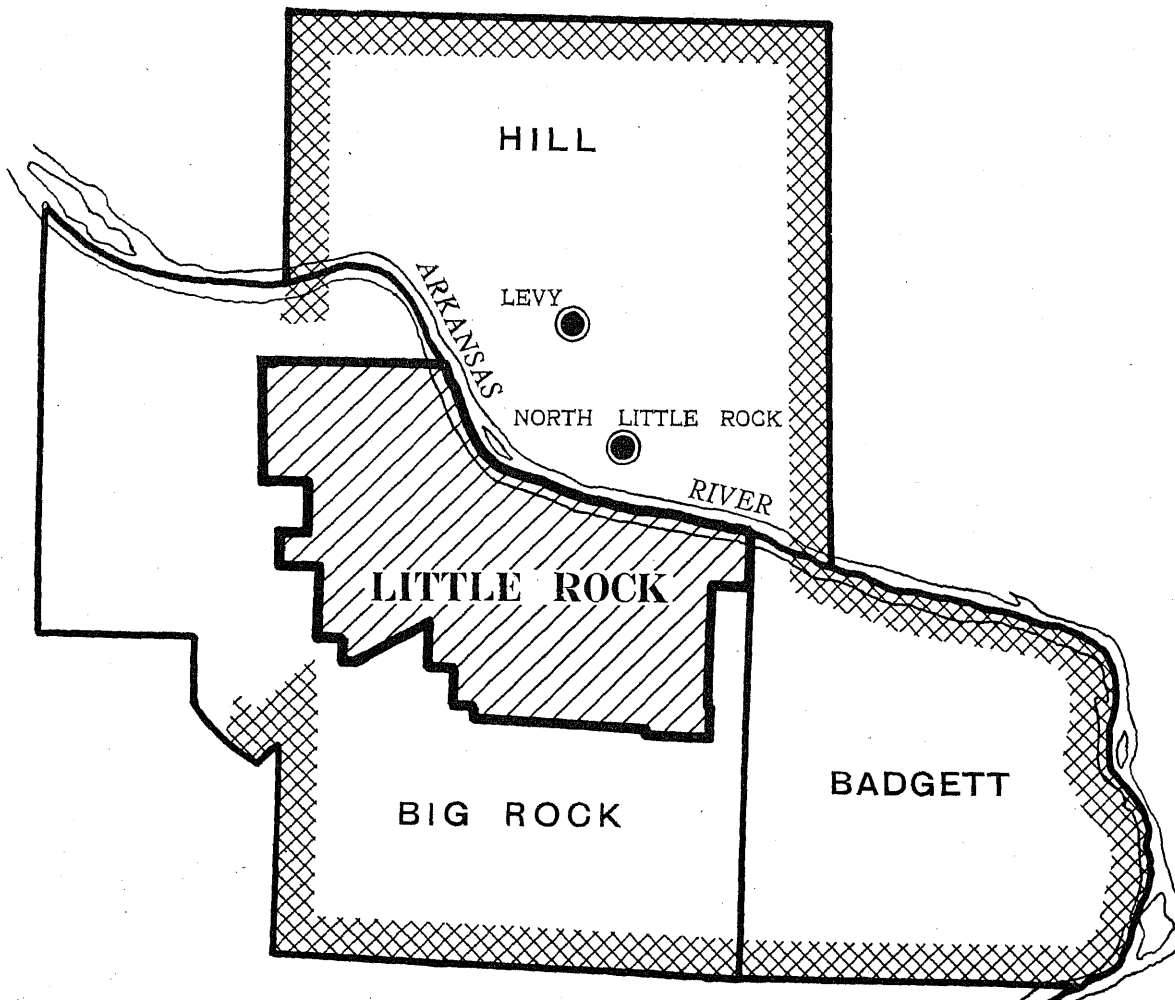 HILL
ARKANSAS
LEVY
NORTH LITTLE ROCK
RIVER
LITTLE ROCK
BADGETT
BIG ROCK